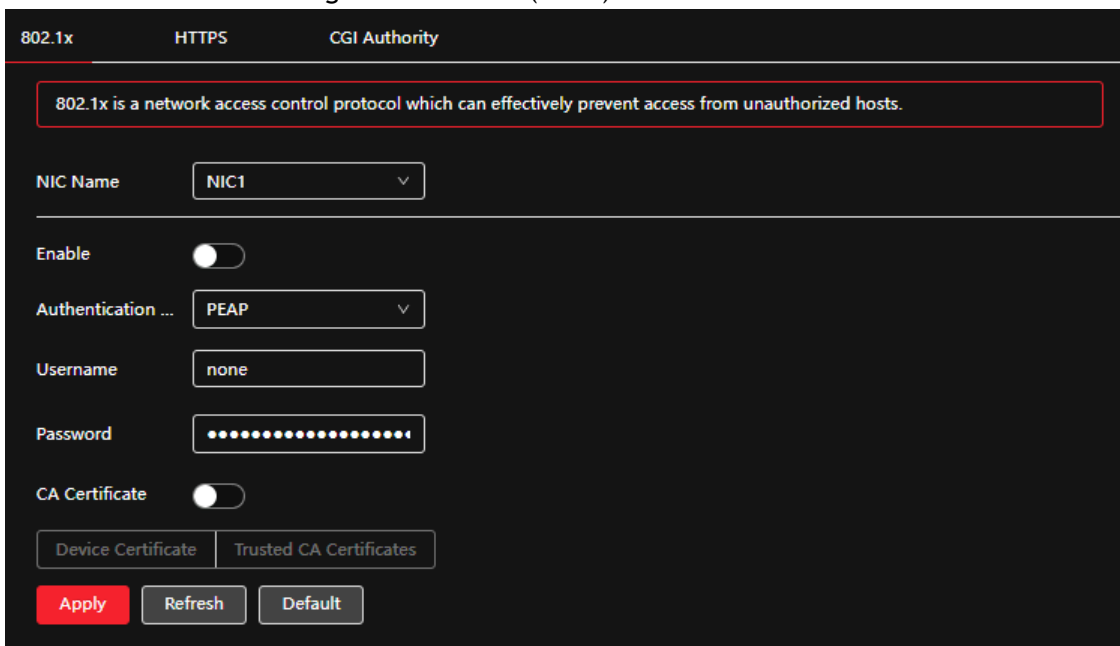 802.1x HTTPS CGI Authority
802.1x is a network access control protocol which can effectively prevent access from unauthorized hosts.
NIC Name NIC1
Enable
Authentication ... PEAP
Username none
Password ●●●●●●●●●●●●●●●●●●●
CA Certificate
Device Certificate Trusted CA Certificates
Apply Refresh Default